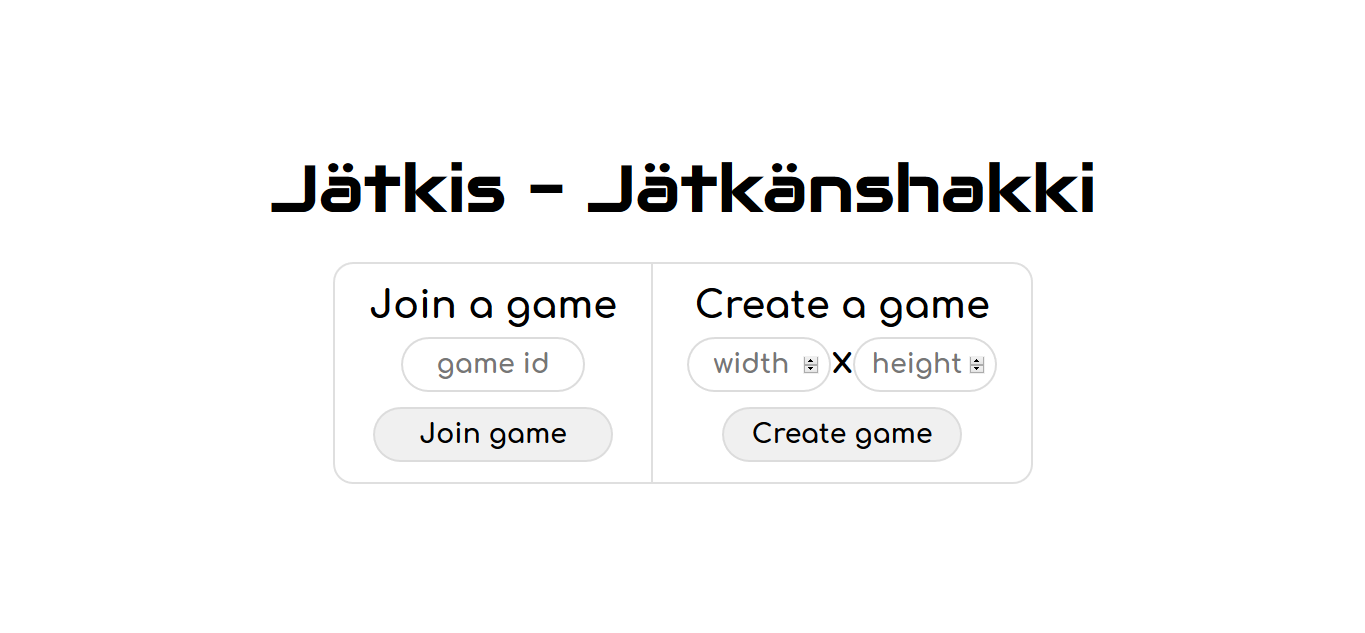 Jätkis - Jätkänshakki
Join a game
game id
Join game
Create a game
width X height
Create game